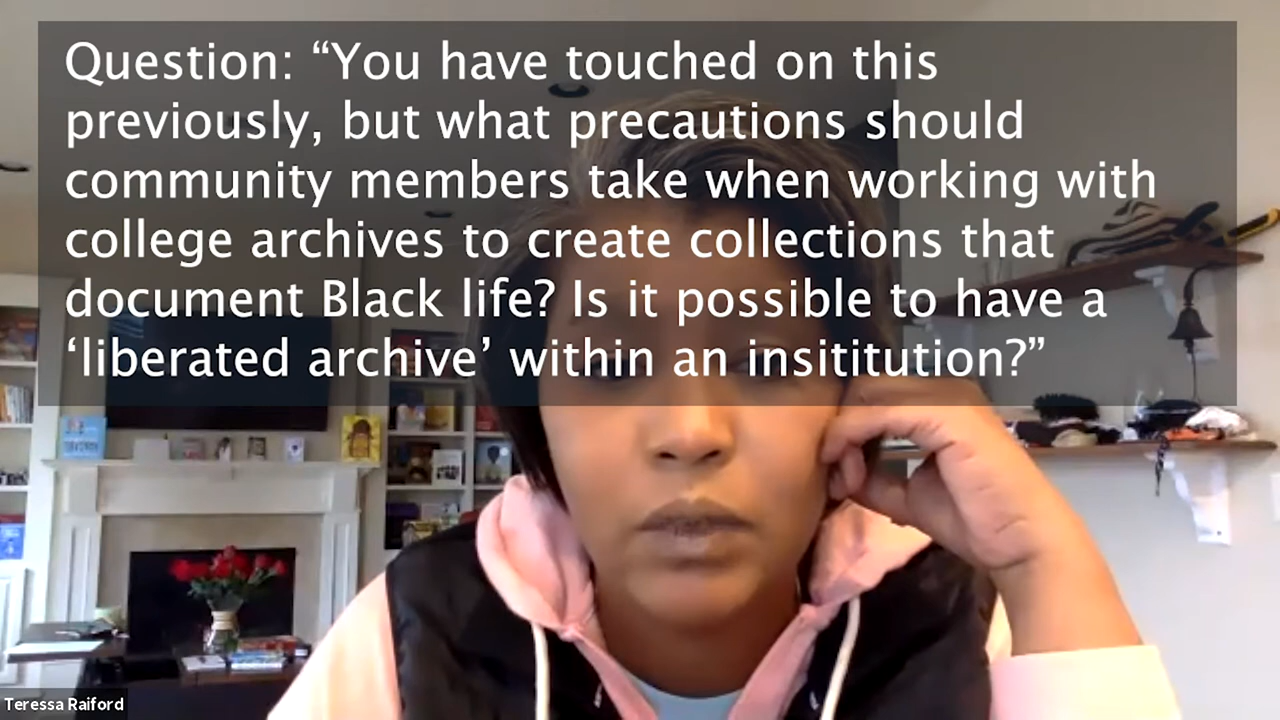 Question: “You have touched on this
previously, but what precautions should
community members take when working with
college archives to create collections that
document Black life? Is it possible to have a
‘liberated archive’ within an insititution?”
Teressa Raiford